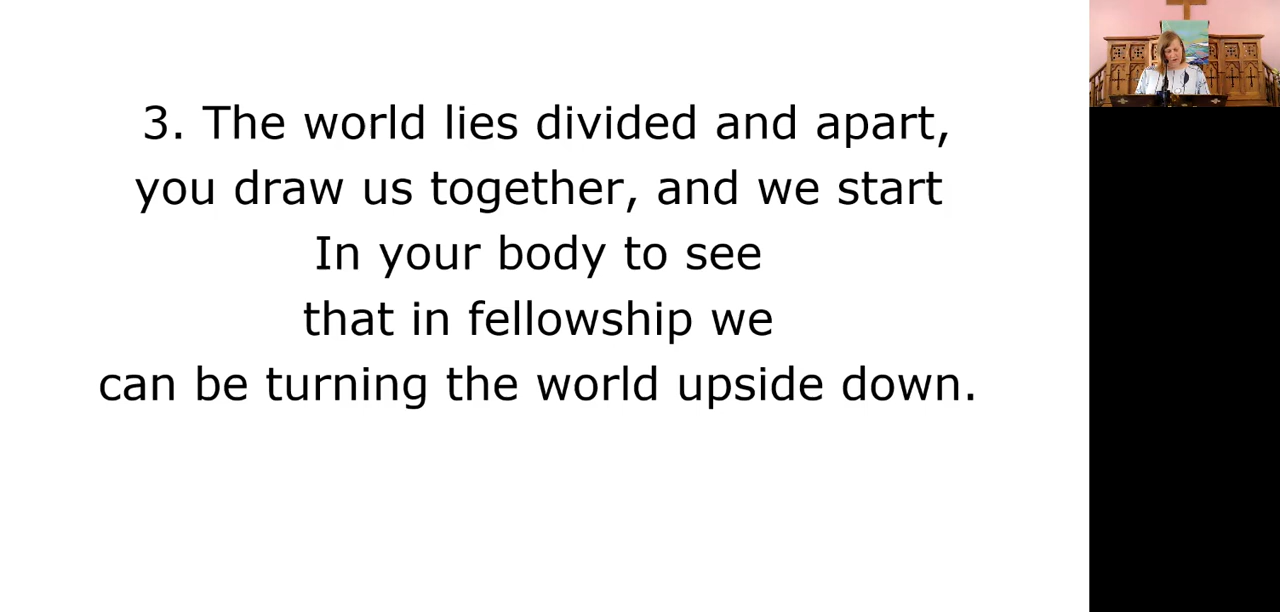 3. The world lies divided and apart,
you draw us together, and we start
In your body to see
that in fellowship we
can be turning the world upside down.